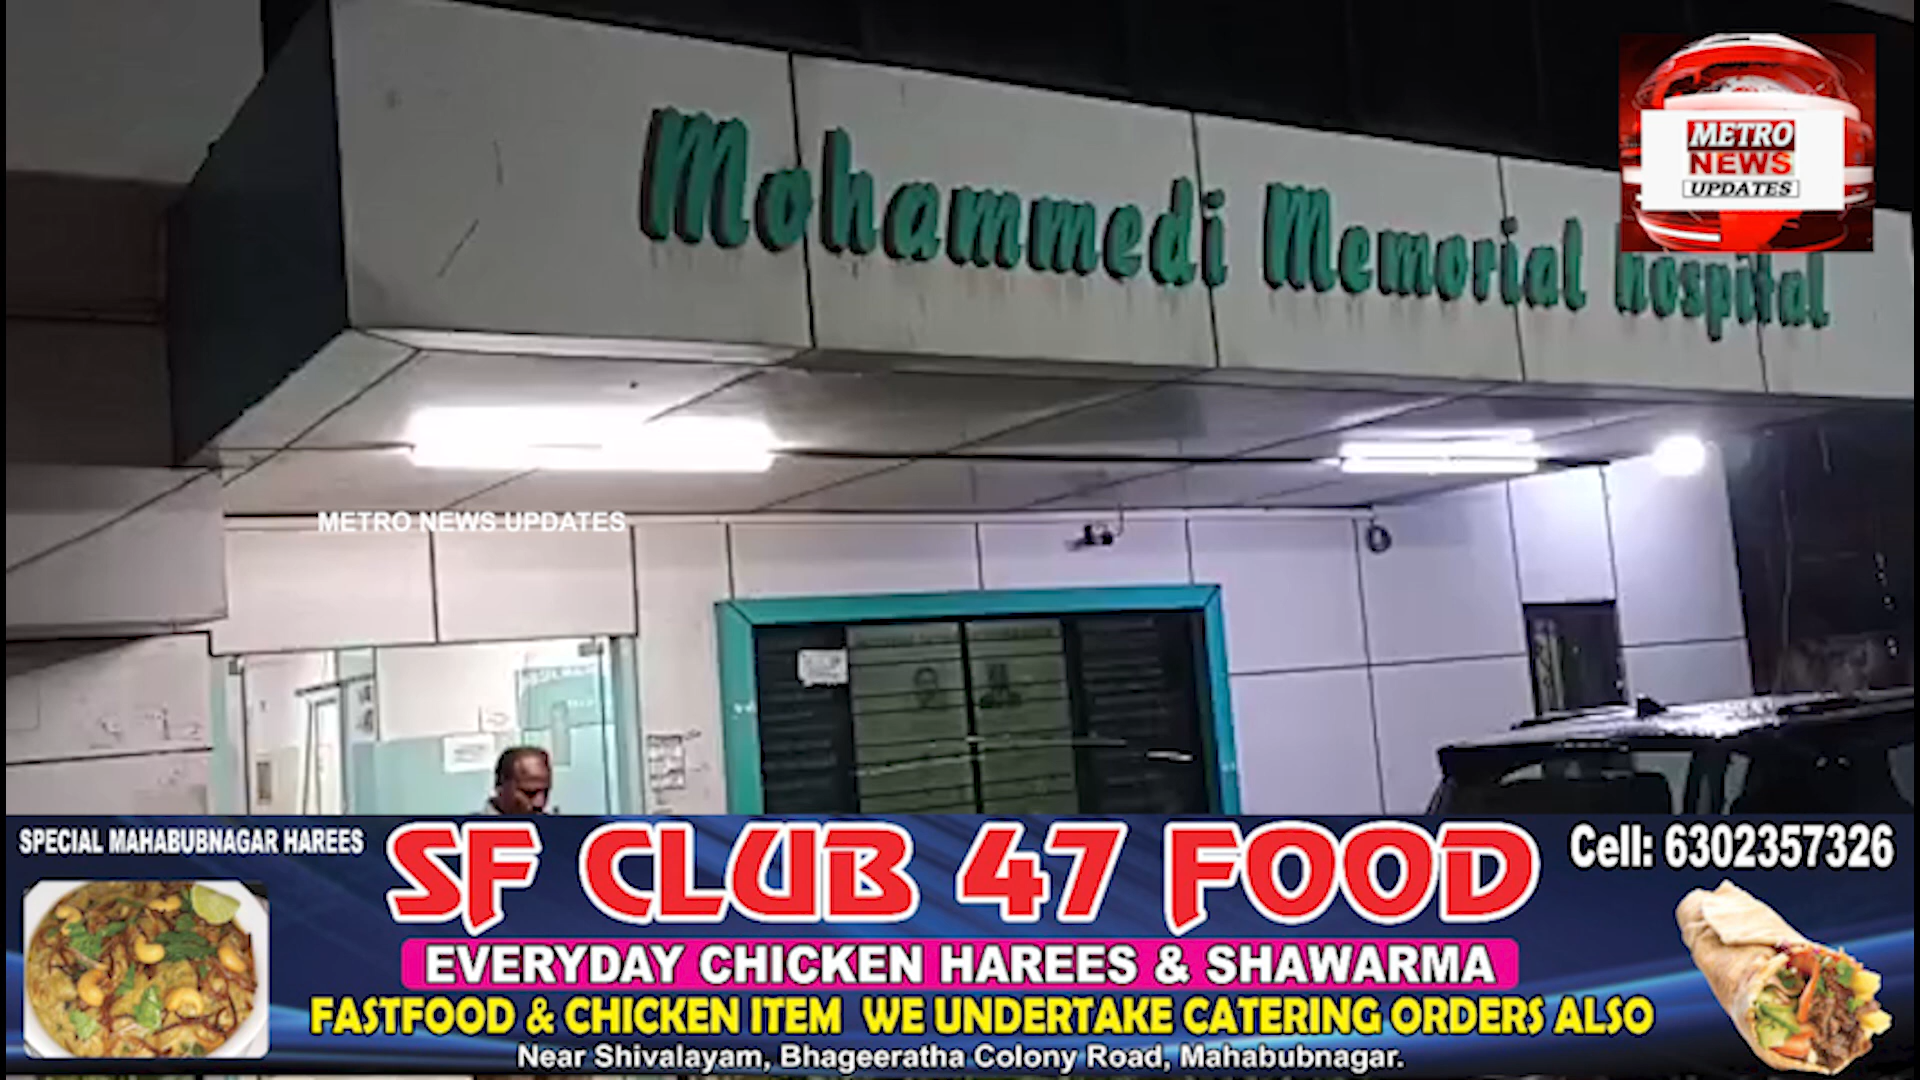 Mohammedi Memorial hospital
METRO
NEWS
UPDATES
METRO NEWS UPDATES
SPECIAL MAHABUBNAGAR HAREES
SF CLUB 47 FOOD
Cell: 6302357326
EVERYDAY CHICKEN HAREES & SHAWARMA
FASTFOOD & CHICKEN ITEM WE UNDERTAKE CATERING ORDERS ALSO
Near Shivalayam, Bhageeratha Colony Road, Mahabubnagar.